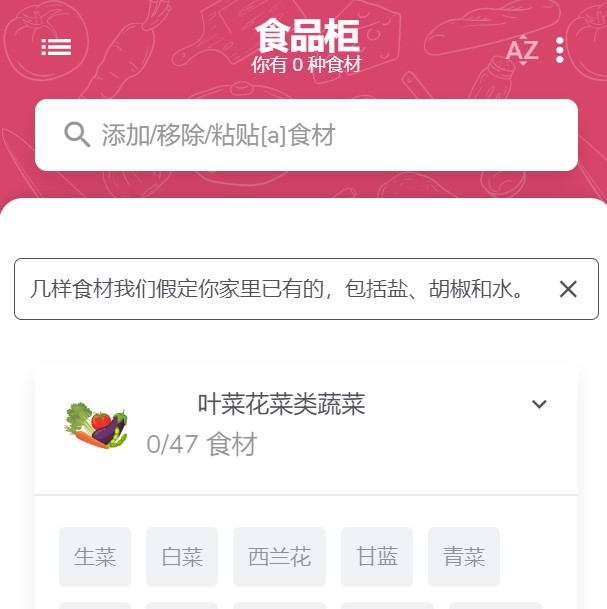 食品柜
你有 0 种食材
AZ
添加/移除/粘贴[a]食材
几样食材我们假定你家里已有的，包括盐、胡椒和水。
叶菜花菜类蔬菜
0/47 食材
生菜 白菜 西兰花 甘蓝 青菜